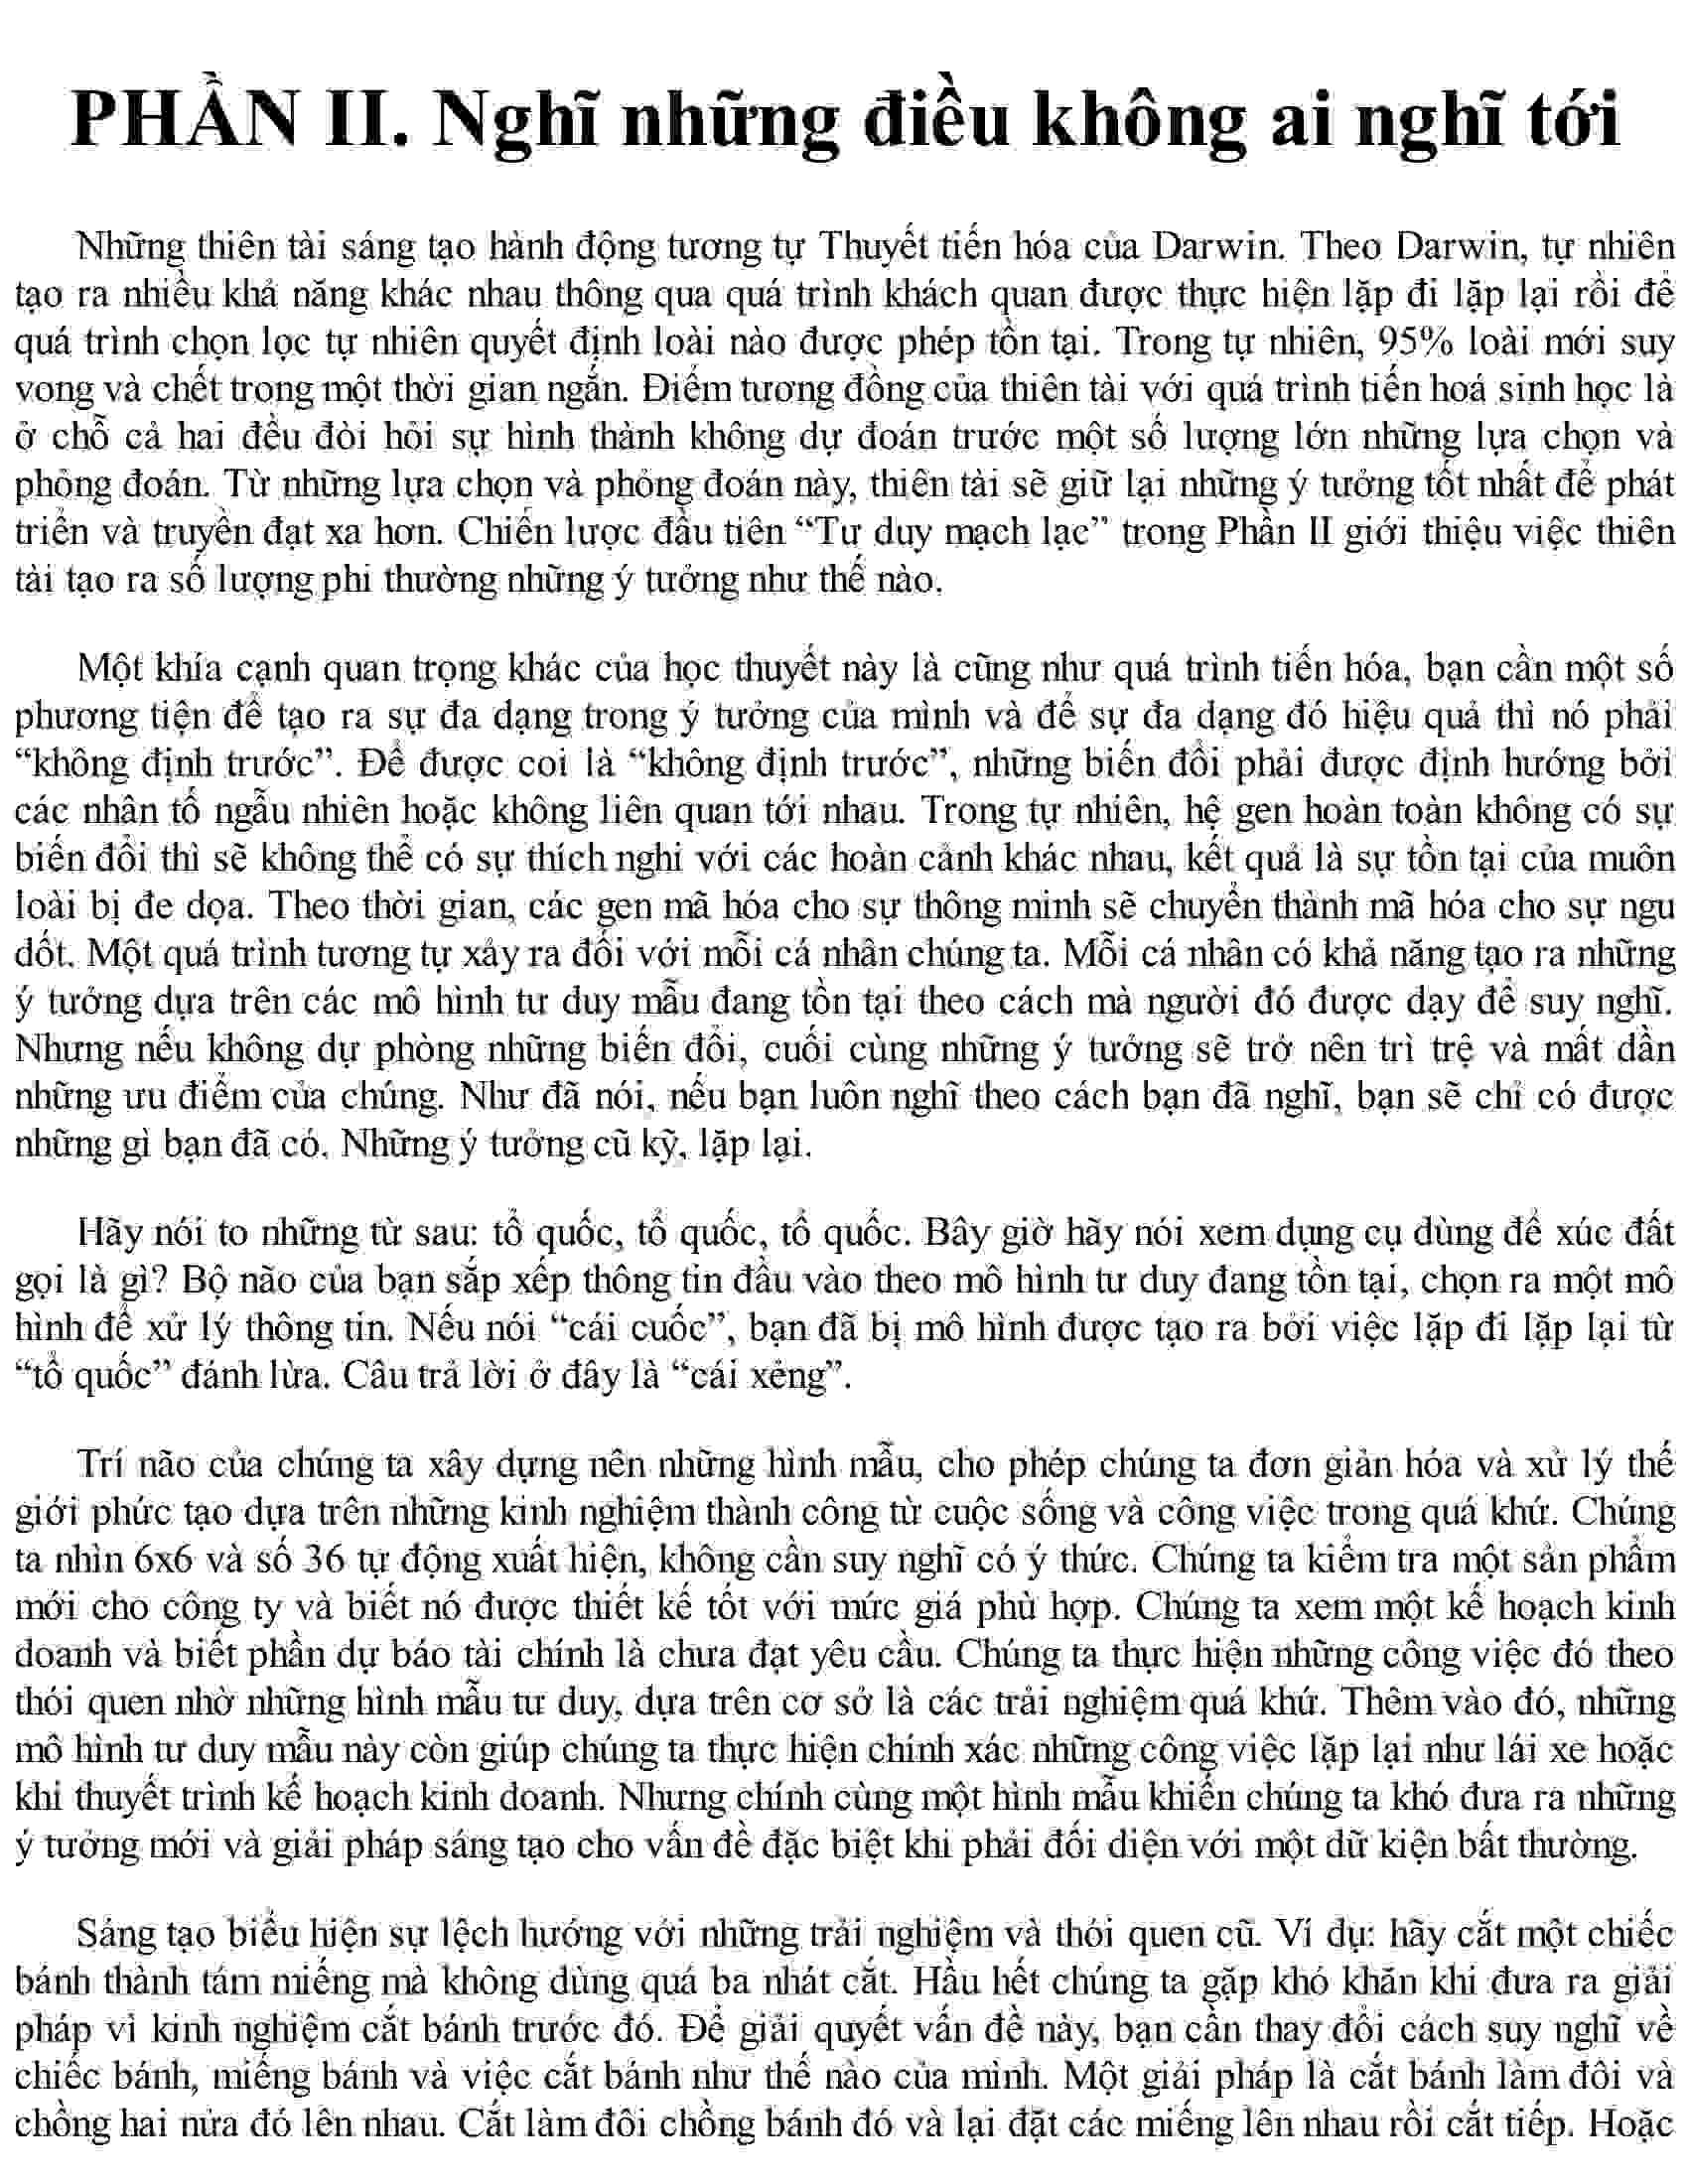 PHẦN II. Nghĩ những điều không ai nghĩ tới
Những thiên tài sáng tạo hành động tương tự Thuyết tiến hóa của Darwin. Theo Darwin, tự nhiên
tạo ra nhiều khả năng khác nhau thông qua quá trình khách quan được thực hiện lặp đi lặp lại rồi để
quá trình chọn lọc tự nhiên quyết định loài nào được phép tồn tại. Trong tự nhiên, 95% loài mới suy
vong và chết trong một thời gian ngắn. Điểm tương đồng của thiên tài với quá trình tiến hoá sinh học là
ở chỗ cả hai đều đòi hỏi sự hình thành không dự đoán trước một số lượng lớn những lựa chọn và
phỏng đoán. Từ những lựa chọn và phỏng đoán này, thiên tài sẽ giữ lại những ý tưởng tốt nhất để phát
triển và truyền đạt xa hơn. Chiến lược đầu tiên “Tư duy mạch lạc” trong Phần II giới thiệu việc thiên
tài tạo ra số lượng phi thường những ý tưởng như thế nào.
Một khía cạnh quan trọng khác của học thuyết này là cũng như quá trình tiến hóa, bạn cần một số
phương tiện để tạo ra sự đa dạng trong ý tưởng của mình và để sự đa dạng đó hiệu quả thì nó phải
“không định trước”. Để được coi là “không định trước”, những biến đổi phải được định hướng bởi
các nhân tố ngẫu nhiên hoặc không liên quan tới nhau. Trong tự nhiên, hệ gen hoàn toàn không có sự
biến đổi thì sẽ không thể có sự thích nghi với các hoàn cảnh khác nhau, kết quả là sự tồn tại của muôn
loài bị đe dọa. Theo thời gian, các gen mã hóa cho sự thông minh sẽ chuyển thành mã hóa cho sự ngu
dốt. Một quá trình tương tự xảy ra đối với mỗi cá nhân chúng ta. Mỗi cá nhân có khả năng tạo ra những
ý tưởng dựa trên các mô hình tư duy mẫu đang tồn tại theo cách mà người đó được dạy để suy nghĩ.
Nhưng nếu không dự phòng những biến đổi, cuối cùng những ý tưởng sẽ trở nên trì trệ và mất dần
những ưu điểm của chúng. Như đã nói, nếu bạn luôn nghĩ theo cách bạn đã nghĩ, bạn sẽ chỉ có được
những gì bạn đã có. Những ý tưởng cũ kỹ, lặp lại.
Hãy nói to những từ sau: tổ quốc, tổ quốc, tổ quốc. Bây giờ hãy nói xem dụng cụ dùng để xúc đất
gọi là gì? Bộ não của bạn sắp xếp thông tin đầu vào theo mô hình tư duy đang tồn tại, chọn ra một mô
hình để xử lý thông tin. Nếu nói “cái cuốc”, bạn đã bị mô hình được tạo ra bởi việc lặp đi lặp lại từ
“tổ quốc” đánh lừa. Câu trả lời ở đây là “cái xẻng”.
Trí não của chúng ta xây dựng nên những hình mẫu, cho phép chúng ta đơn giản hóa và xử lý thế
giới phức tạo dựa trên những kinh nghiệm thành công từ cuộc sống và công việc trong quá khứ. Chúng
ta nhìn 6x6 và số 36 tự động xuất hiện, không cần suy nghĩ có ý thức. Chúng ta kiểm tra một sản phẩm
mới cho công ty và biết nó được thiết kế tốt với mức giá phù hợp. Chúng ta xem một kế hoạch kinh
doanh và biết phần dự báo tài chính là chưa đạt yêu cầu. Chúng ta thực hiện những công việc đó theo
thói quen nhờ những hình mẫu tư duy, dựa trên cơ sở là các trải nghiệm quá khứ. Thêm vào đó, những
mô hình tư duy mẫu này còn giúp chúng ta thực hiện chính xác những công việc lặp lại như lái xe hoặc
khi thuyết trình kế hoạch kinh doanh. Nhưng chính cùng một hình mẫu khiến chúng ta khó đưa ra những
ý tưởng mới và giải pháp sáng tạo cho vấn đề đặc biệt khi phải đối diện với một dữ kiện bất thường.
Sáng tạo biểu hiện sự lệch hướng với những trải nghiệm và thói quen cũ. Ví dụ: hãy cắt một chiếc
bánh thành tám miếng mà không dùng quá ba nhát cắt. Hầu hết chúng ta gặp khó khăn khi đưa ra giải
pháp vì kinh nghiệm cắt bánh trước đó. Để giải quyết vấn đề này, bạn cần thay đổi cách suy nghĩ về
chiếc bánh, miếng bánh và việc cắt bánh như thế nào của mình. Một giải pháp là cắt bánh làm đôi và
chồng hai nửa đó lên nhau. Cắt làm đôi chồng bánh đó và lại đặt các miếng lên nhau rồi cắt tiếp. Hoặc